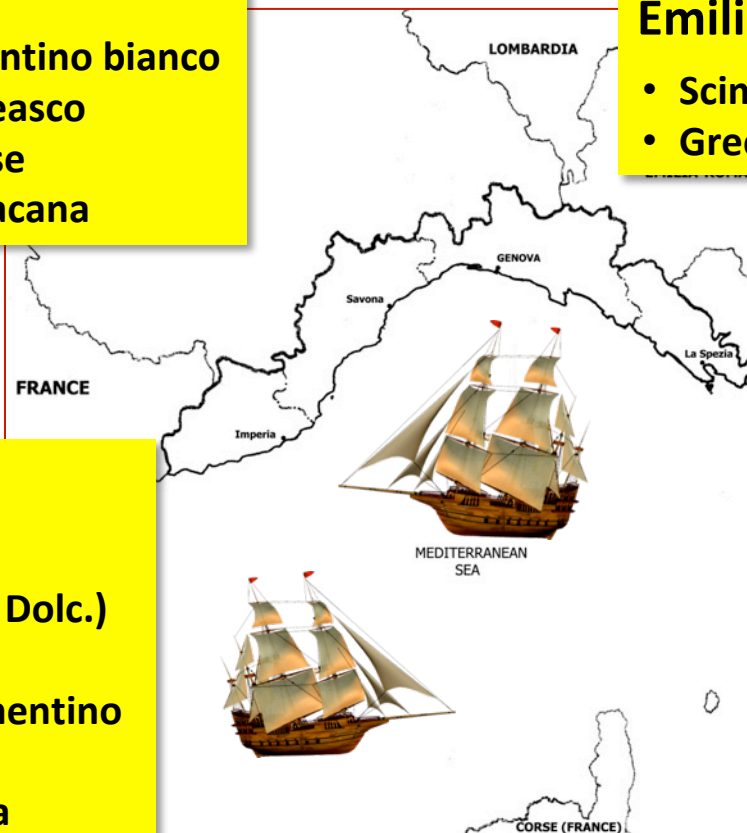 ntino bianco
easco
se
acana
LOMBARDIA
Emili
• Scin
• Gre
GENOVA
Savona
La Spezia
FRANCE
Imperia
MEDITERRANEAN
SEA
Dolc.)
nentino
a
CORSE (FRANCE)